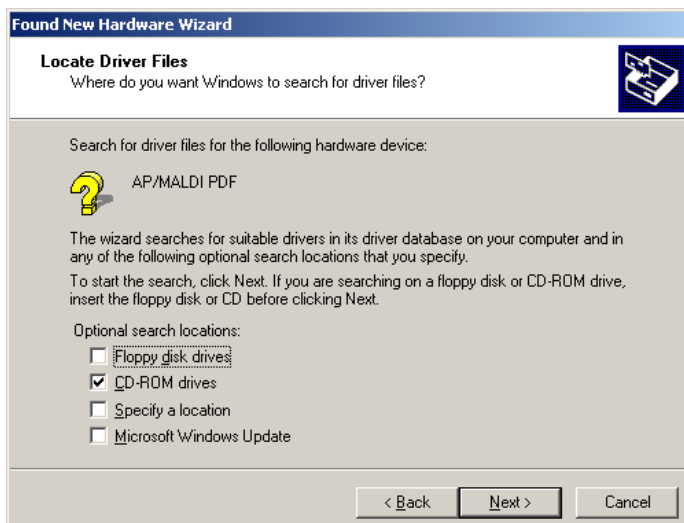 Found New Hardware Wizard
Locate Driver Files
Where do you want Windows to search for driver files?
Search for driver files for the following hardware device:
AP/MALDI PDF
The wizard searches for suitable drivers in its driver database on your computer and in
any of the following optional search locations that you specify.
To start the search, click Next. If you are searching on a floppy disk or CD-ROM drive,
insert the floppy disk or CD before clicking Next.
Optional search locations:
Floppy disk drives
CD-ROM drives
Specify a location
Microsoft Windows Update
< Back Next > Cancel